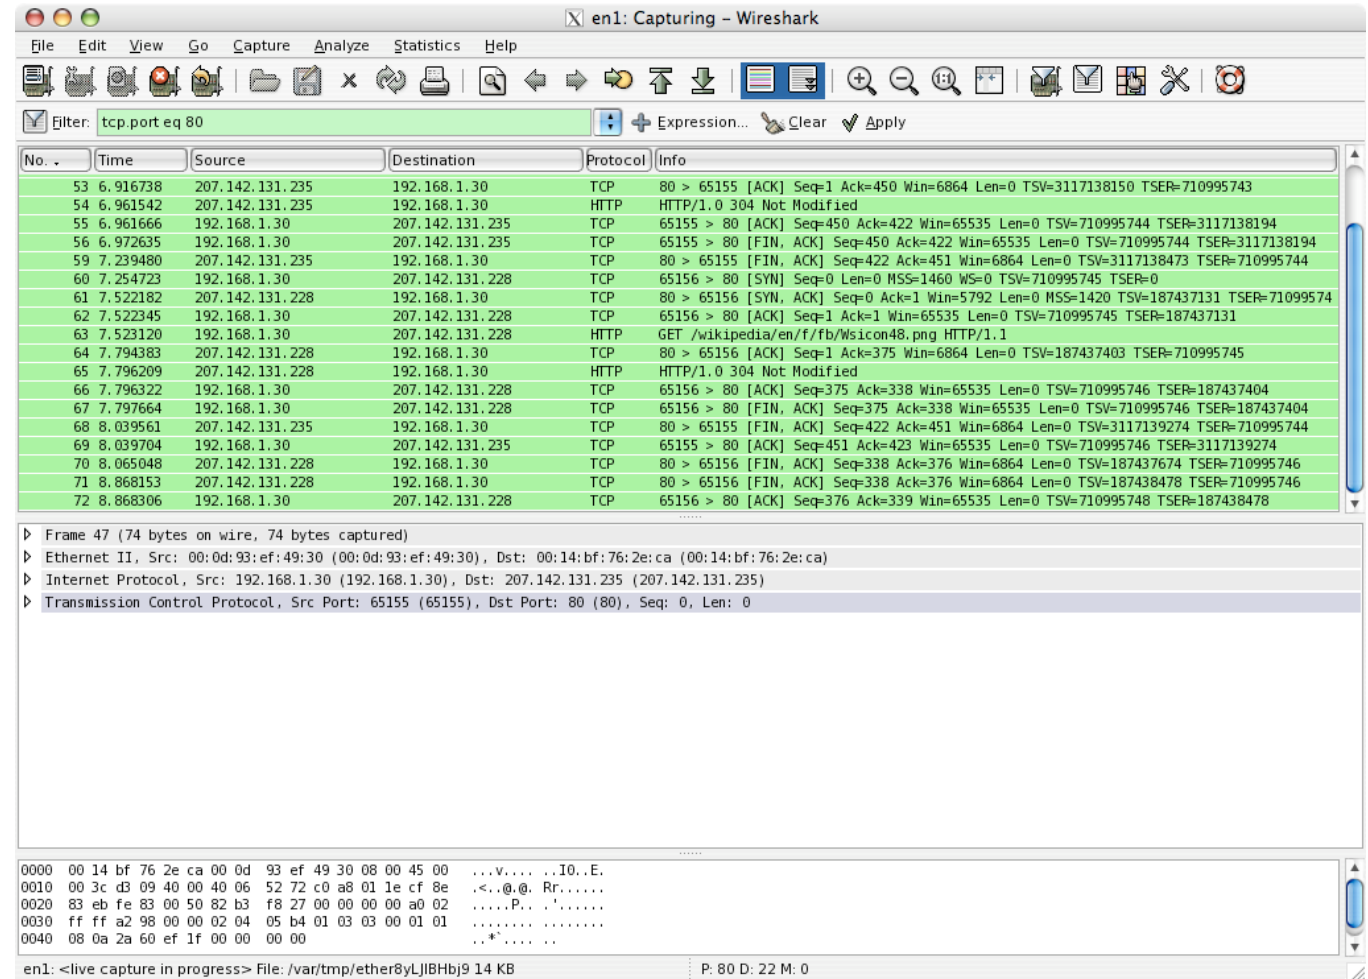 en1: Capturing – Wireshark
File Edit View Go Capture Analyze Statistics Help
Filter: tcp.port eq 80 Expression... Clear Apply
No. . Time Source Destination Protocol Info
53 6.916738 207.142.131.235 192.168.1.30 TCP 80 > 65155 [ACK] Seq=1 Ack=450 Win=6864 Len=0 TSV=3117138150 TSER=710995743
54 6.961542 207.142.131.235 192.168.1.30 HTTP HTTP/1.0 304 Not Modified
55 6.961666 192.168.1.30 207.142.131.235 TCP 65155 > 80 [ACK] Seq=450 Ack=422 Win=65535 Len=0 TSV=710995744 TSER=3117138194
56 6.972635 192.168.1.30 207.142.131.235 TCP 65155 > 80 [FIN, ACK] Seq=450 Ack=422 Win=65535 Len=0 TSV=710995744 TSER=3117138194
59 7.239480 207.142.131.235 192.168.1.30 TCP 80 > 65155 [FIN, ACK] Seq=422 Ack=451 Win=6864 Len=0 TSV=3117138473 TSER=710995744
60 7.254723 192.168.1.30 207.142.131.228 TCP 65156 > 80 [SYN] Seq=0 Len=0 MSS=1460 WS=0 TSV=710995745 TSER=0
61 7.522182 207.142.131.228 192.168.1.30 TCP 80 > 65156 [SYN, ACK] Seq=0 Ack=1 Win=5792 Len=0 MSS=1420 TSV=187437131 TSER=71099574
62 7.522345 192.168.1.30 207.142.131.228 TCP 65156 > 80 [ACK] Seq=1 Ack=1 Win=65535 Len=0 TSV=710995745 TSER=187437131
63 7.523120 192.168.1.30 207.142.131.228 HTTP GET /wikipedia/en/f/fb/Wsicon48.png HTTP/1.1
64 7.794383 207.142.131.228 192.168.1.30 TCP 80 > 65156 [ACK] Seq=1 Ack=375 Win=6864 Len=0 TSV=187437403 TSER=710995745
65 7.796209 207.142.131.228 192.168.1.30 HTTP HTTP/1.0 304 Not Modified
66 7.796322 192.168.1.30 207.142.131.228 TCP 65156 > 80 [ACK] Seq=375 Ack=338 Win=65535 Len=0 TSV=710995746 TSER=187437404
67 7.797664 192.168.1.30 207.142.131.228 TCP 65156 > 80 [FIN, ACK] Seq=375 Ack=338 Win=65535 Len=0 TSV=710995746 TSER=187437404
68 8.039561 207.142.131.235 192.168.1.30 TCP 80 > 65155 [FIN, ACK] Seq=422 Ack=451 Win=6864 Len=0 TSV=3117139274 TSER=710995744
69 8.039704 192.168.1.30 207.142.131.235 TCP 65155 > 80 [ACK] Seq=451 Ack=423 Win=65535 Len=0 TSV=710995746 TSER=3117139274
70 8.065048 207.142.131.228 192.168.1.30 TCP 80 > 65156 [FIN, ACK] Seq=338 Ack=376 Win=6864 Len=0 TSV=187437674 TSER=710995746
71 8.868153 207.142.131.228 192.168.1.30 TCP 80 > 65156 [FIN, ACK] Seq=338 Ack=376 Win=6864 Len=0 TSV=187438478 TSER=710995746
72 8.868306 192.168.1.30 207.142.131.228 TCP 65156 > 80 [ACK] Seq=376 Ack=339 Win=65535 Len=0 TSV=710995748 TSER=187438478
Frame 47 (74 bytes on wire, 74 bytes captured)
Ethernet II, Src: 00:0d:93:ef:49:30 (00:0d:93:ef:49:30), Dst: 00:14:bf:76:2e:ca (00:14:bf:76:2e:ca)
Internet Protocol, Src: 192.168.1.30 (192.168.1.30), Dst: 207.142.131.235 (207.142.131.235)
Transmission Control Protocol, Src Port: 65155 (65155), Dst Port: 80 (80), Seq: 0, Len: 0
0000 00 14 bf 76 2e ca 00 0d 93 ef 49 30 08 00 45 00 ...v.... ..I0..E.
0010 00 3c d3 09 40 00 40 06 52 72 c0 a8 01 1e cf 8e .<..@.@. Rr......
0020 83 eb fe 83 00 50 82 b3 f8 27 00 00 00 00 a0 02 .....P.. .'......
0030 ff ff a2 98 00 00 02 04 05 b4 01 03 03 00 01 01 ........ ........
0040 08 0a 2a 60 ef 1f 00 00 00 00 ..*`.... ..
en1: <live capture in progress> File: /var/tmp/ether8yLJIBHbj9 14 KB P: 80 D: 22 M: 0